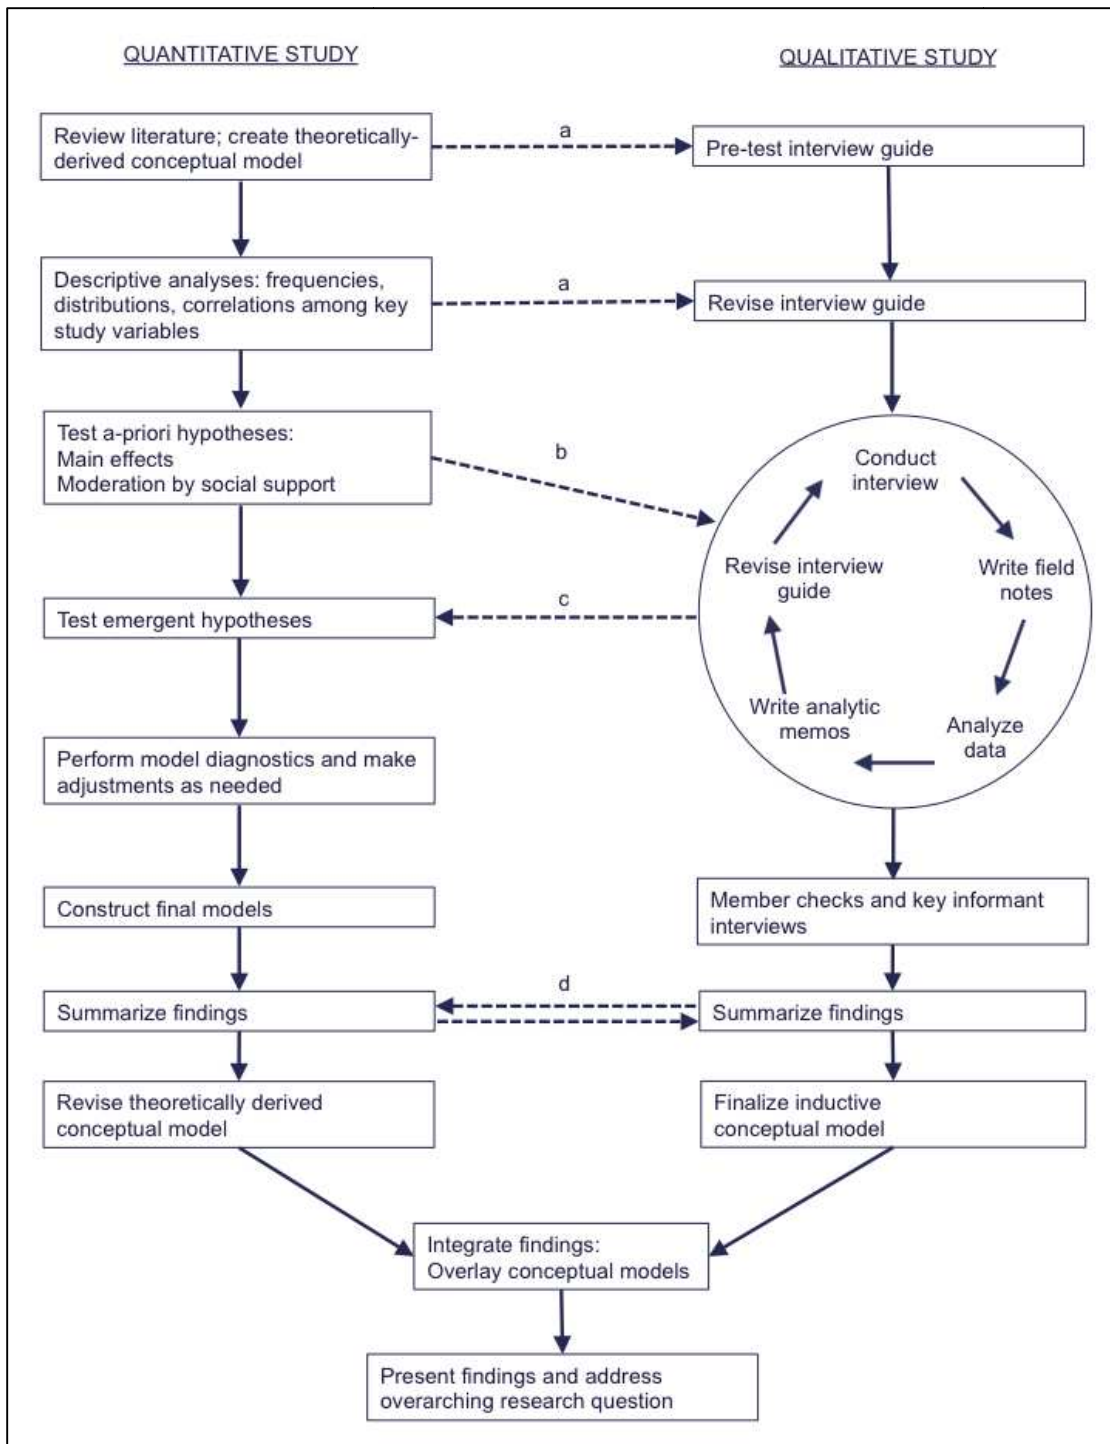 QUANTITATIVE STUDY
QUALITATIVE STUDY
Review literature; create theoretically-
derived conceptual model
a
Pre-test interview guide
Descriptive analyses: frequencies,
distributions, correlations among key
study variables
a
Revise interview guide
Test a-priori hypotheses:
Main effects
Moderation by social support
b
Conduct
interview
Write field
notes
Analyze
data
Write analytic
memos
Revise interview
guide
c
Test emergent hypotheses
Perform model diagnostics and make
adjustments as needed
Construct final models
Member checks and key informant
interviews
Summarize findings
d
Summarize findings
Revise theoretically derived
conceptual model
Finalize inductive
conceptual model
Integrate findings:
Overlay conceptual models
Present findings and address
overarching research question